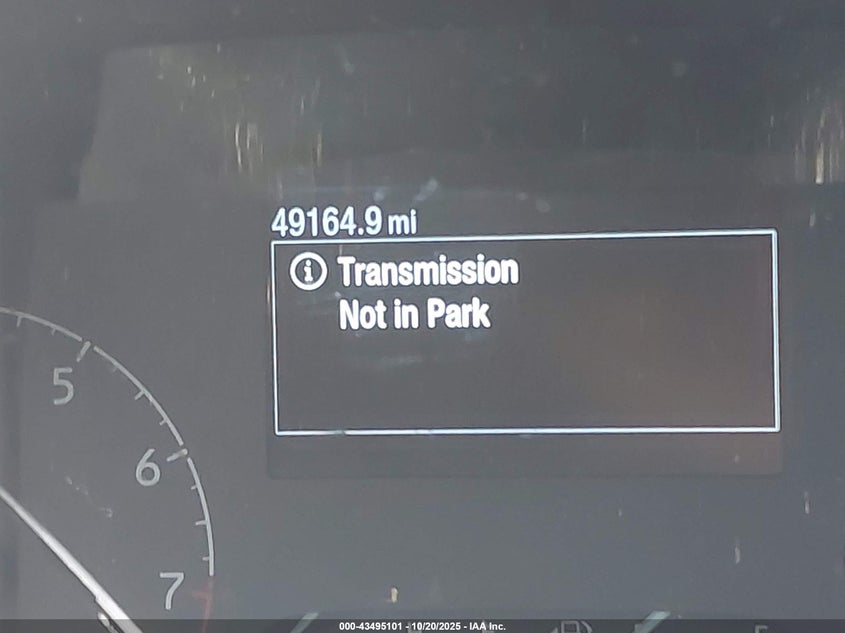 49164.9 mi
Transmission
Not in Park
5
6
7
000-43495101 - 10/20/2025 - IAA Inc.